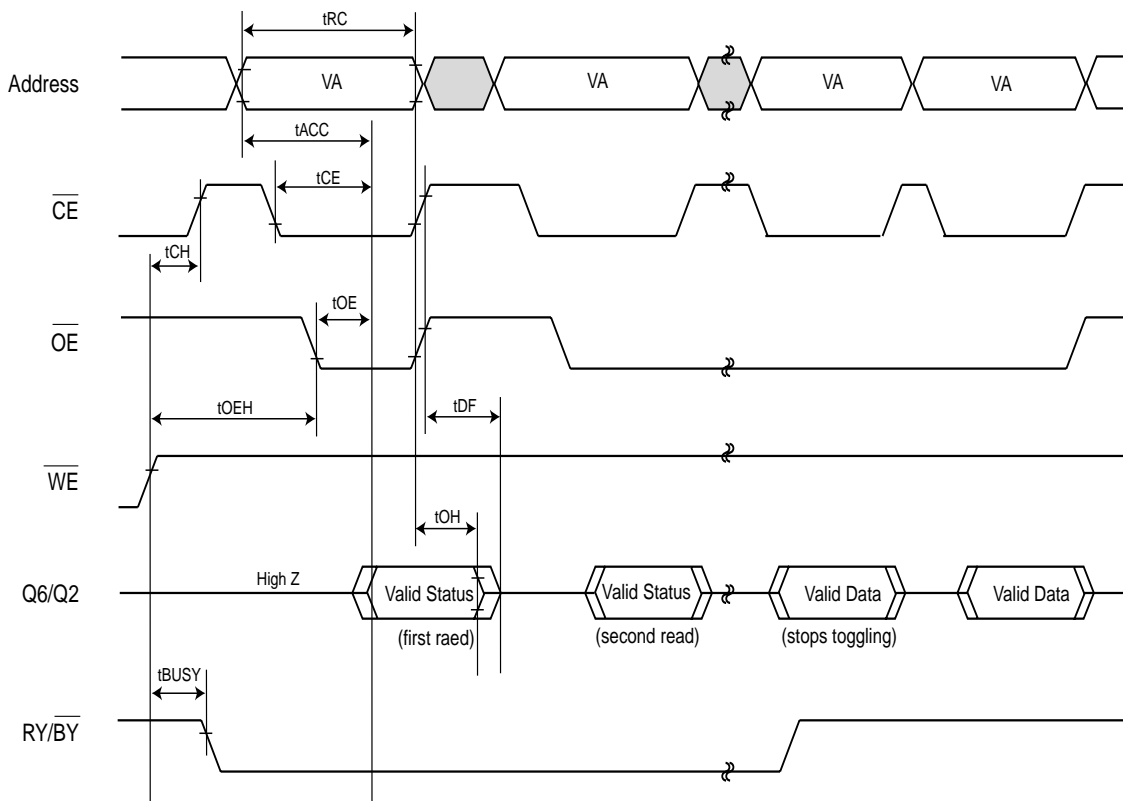 tRC
Address
VA
VA
VA
VA
tACC
tCE
CE
tCH
tOE
OE
tOEH
tDF
WE
tOH
Q6/Q2
High Z
Valid Status
Valid Status
Valid Data
Valid Data
(first raed)
(second read)
(stops toggling)
tBUSY
RY/BY